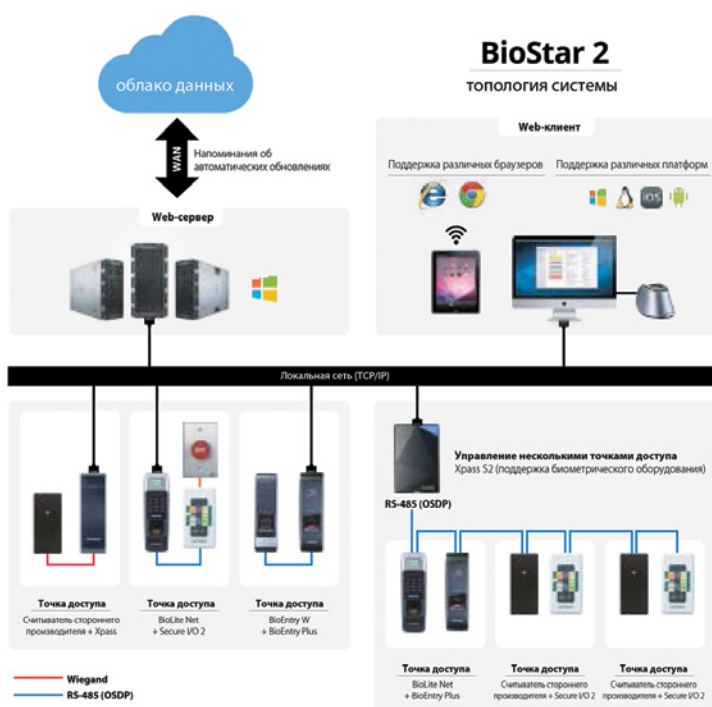 облако данных
BioStar 2
топология системы
WAN
Напоминания об
автоматических обновлениях
Web-клиент
Поддержка различных браузеров
Поддержка различных платформ
iOS
Web-сервер
Локальная сеть (TCP/IP)
Управление несколькими точками доступа
Xpass S2 (поддержка биометрического оборудования)
RS-485 (OSDP)
Точка доступа
Считыватель стороннего
производителя + Xpass
Точка доступа
BioLite Net
+ Secure I/O 2
Точка доступа
BioEntry W
+ BioEntry Plus
Точка доступа
BioLite Net
+ BioEntry Plus
Точка доступа
Считыватель стороннего
производителя + Secure I/O 2
Точка доступа
Считыватель стороннего
производителя + Secure I/O 2
Wiegand
RS-485 (OSDP)